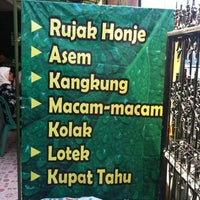 Rujak Honje
Asem
Kangkung
Macam-macam
Kolak
Lotek
Kupat Tahu